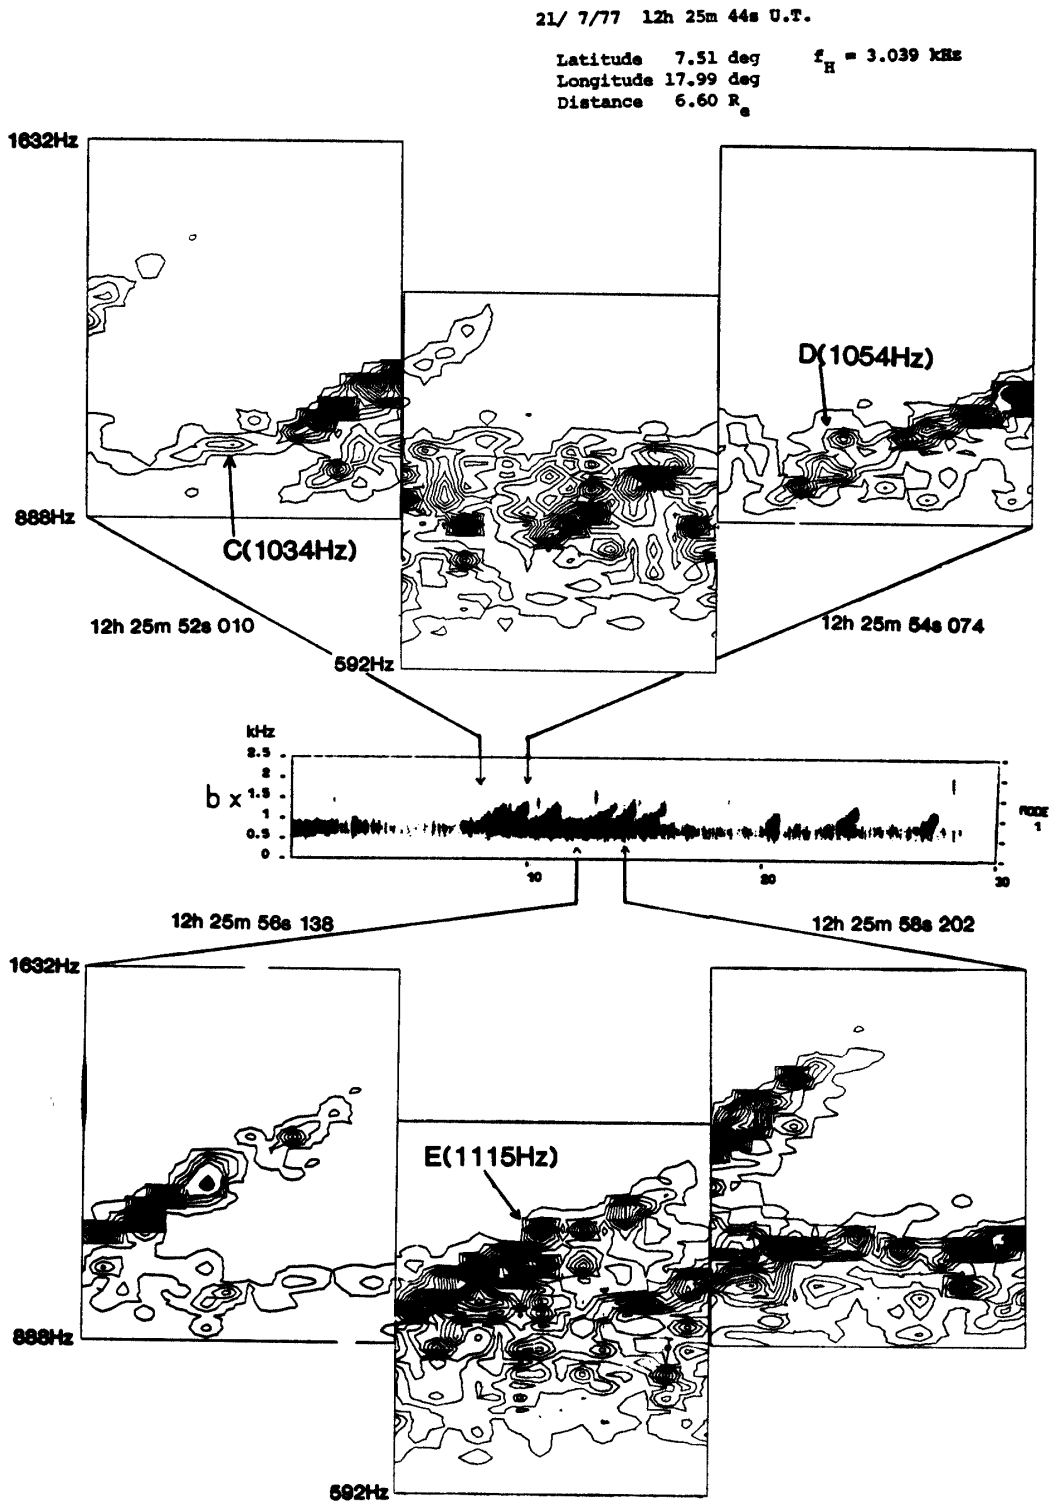 21/ 7/77 12h 25m 44s U.T.
Latitude 7.51 deg f_H = 3.039 kHz
Longitude 17.99 deg
Distance 6.60 R_e
1632Hz
D(1054Hz)
888Hz
C(1034Hz)
12h 25m 52s 010
12h 25m 54s 074
592Hz
kHz
2.5
2
b x 1.5
1
0.5
0
MODE
1
10 20 30
12h 25m 56s 138
12h 25m 58s 202
1632Hz
E(1115Hz)
888Hz
592Hz